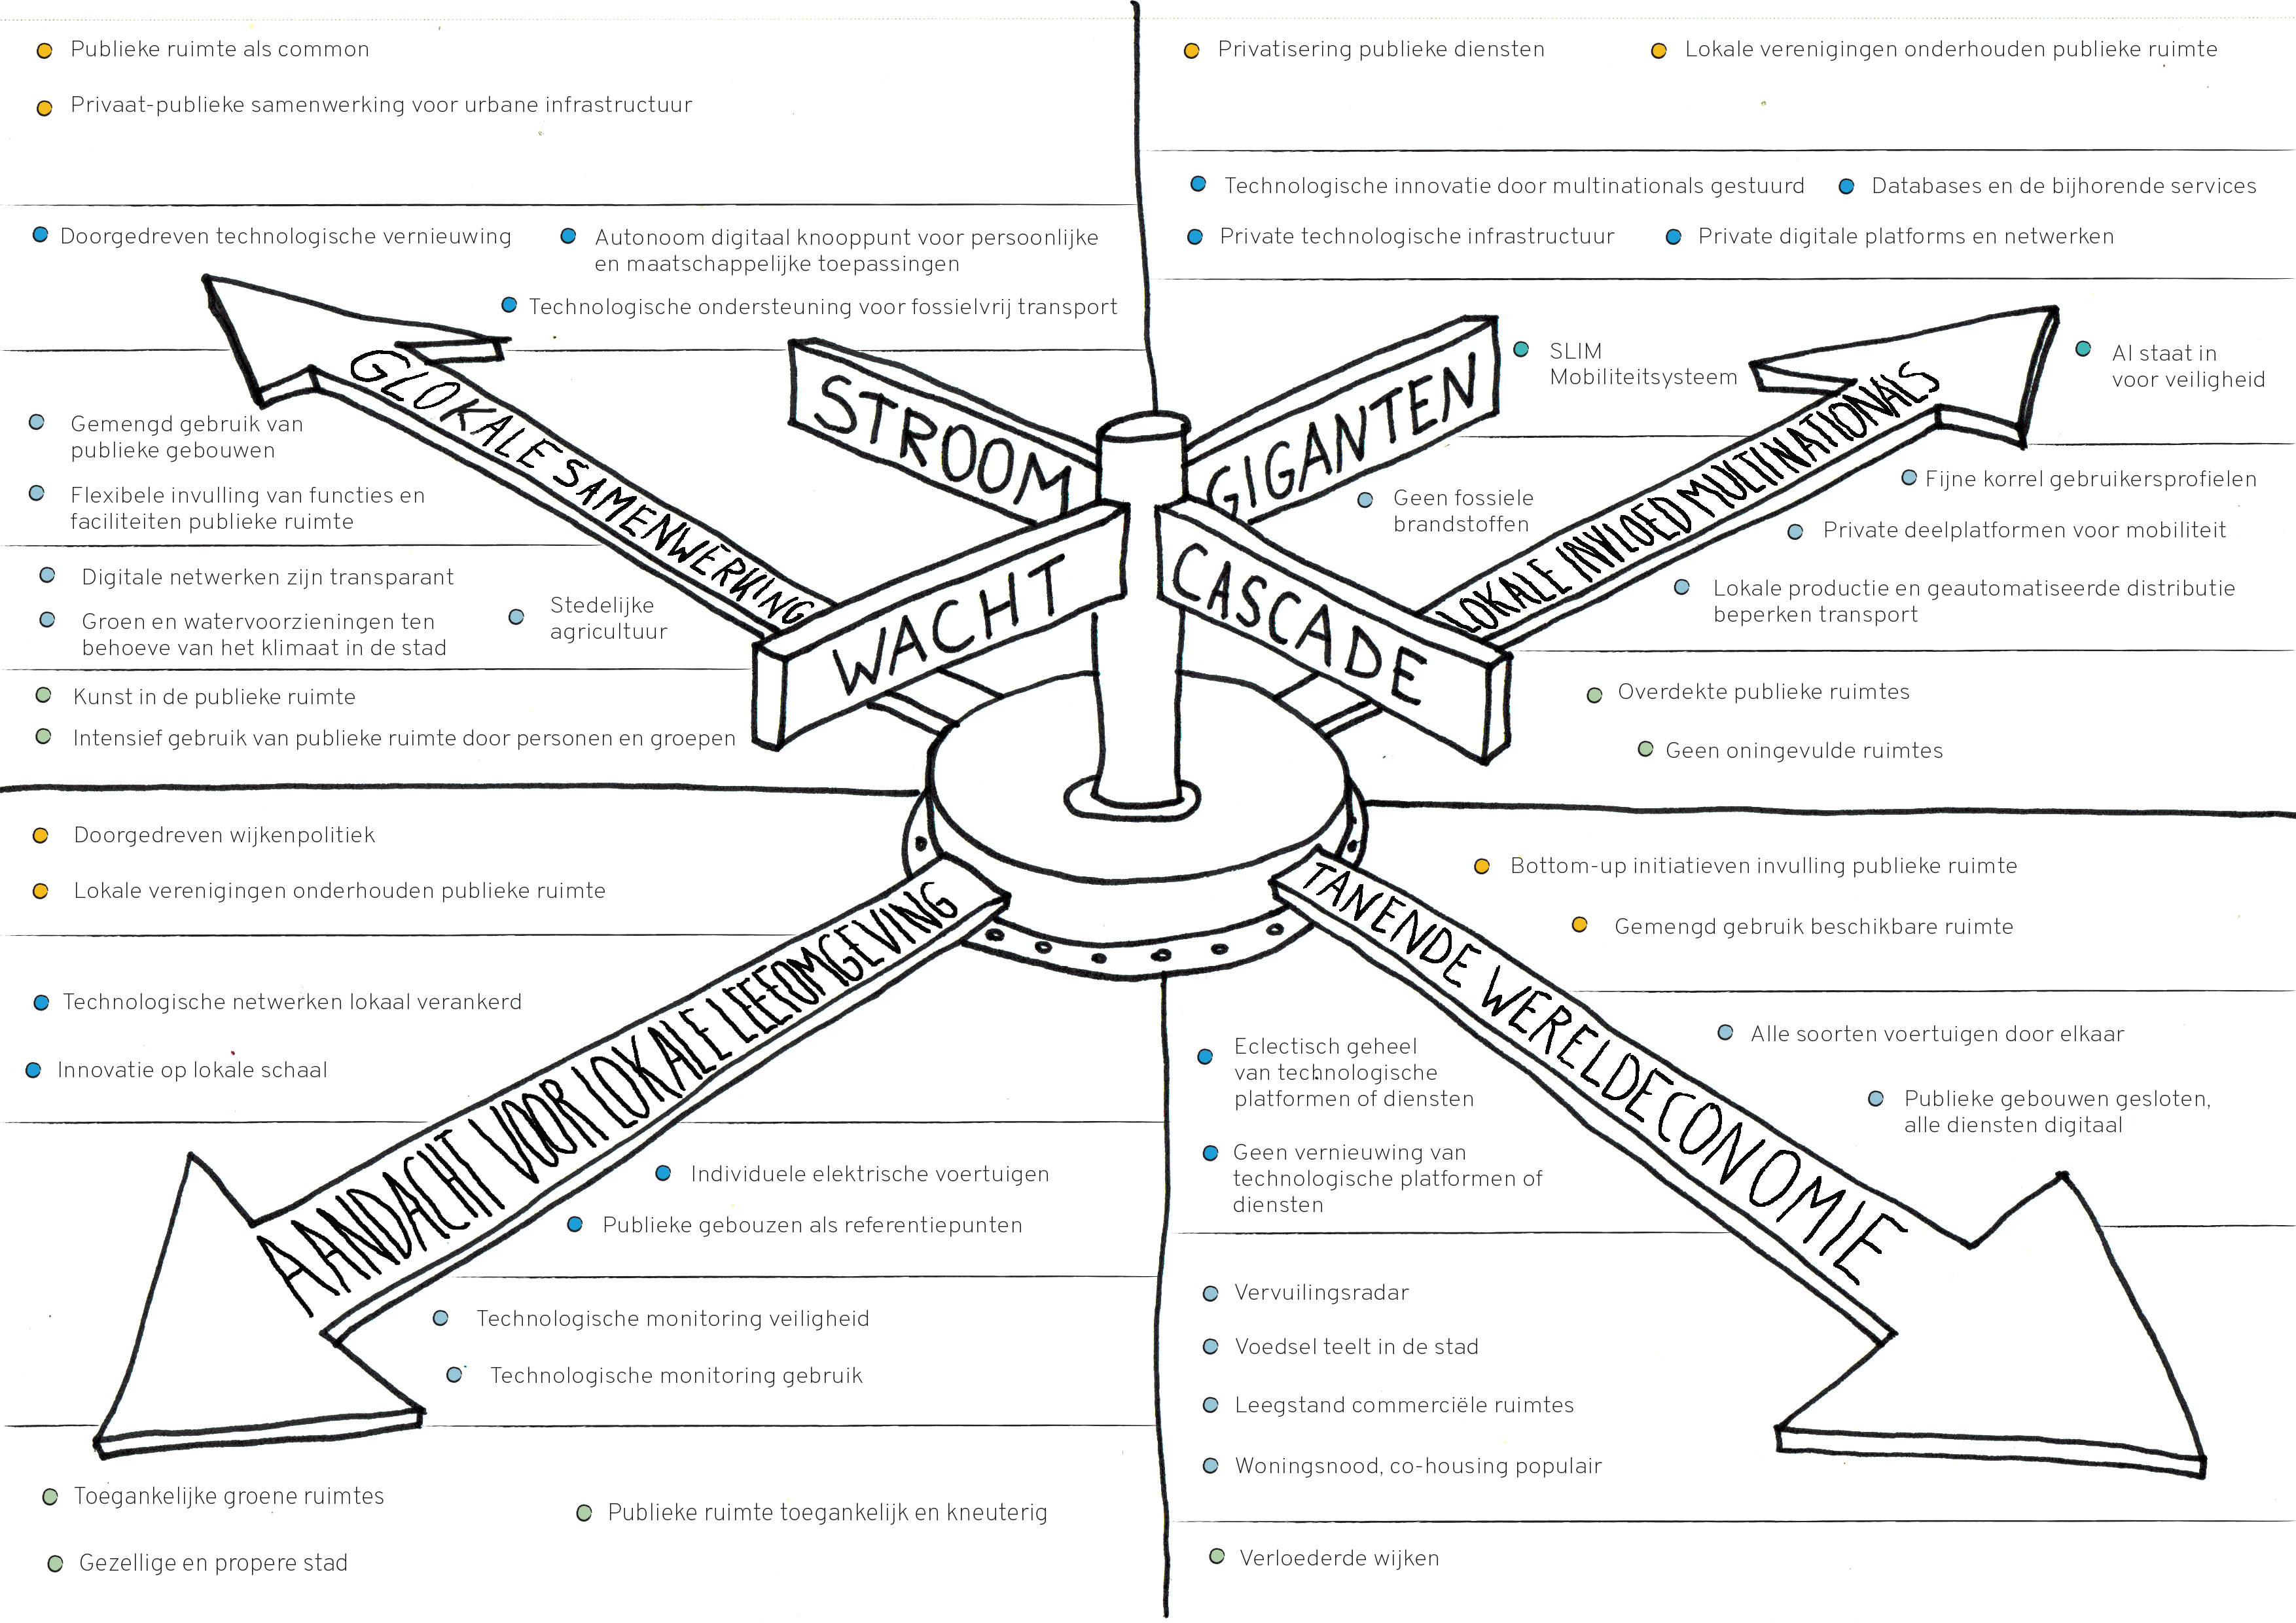 Publieke ruimte als common
Privaat-publieke samenwerking voor urbane infrastructuur
Doorgedreven technologische vernieuwing
Autonoom digitaal knooppunt voor persoonlijke
en maatschappelijke toepassingen
Technologische ondersteuning voor fossielvrij transport
Gemengd gebruik van
publieke gebouwen
Flexibele invulling van functies en
faciliteiten publieke ruimte
Digitale netwerken zijn transparant
Groen en watervoorzieningen ten
behoeve van het klimaat in de stad
Stedelijke
agricultuur
Kunst in de publieke ruimte
Intensief gebruik van publieke ruimte door personen en groepen
GLOKALE SAMENWERKING
STROOM
Privatisering publieke diensten
Lokale verenigingen onderhouden publieke ruimte
Technologische innovatie door multinationals gestuurd
Databases en de bijhorende services
Private technologische infrastructuur
Private digitale platforms en netwerken
SLIM
Mobiliteitsysteem
AI staat in
voor veiligheid
Geen fossiele
brandstoffen
Fijne korrel gebruikersprofielen
Private deelplatformen voor mobiliteit
Lokale productie en geautomatiseerde distributie
beperken transport
Overdekte publieke ruimtes
Geen oningevulde ruimtes
GIGANTEN
LOKALE INVLOED MULTINATIONALS
WACHT
CASCADE
Doorgedreven wijkenpolitiek
Lokale verenigingen onderhouden publieke ruimte
Technologische netwerken lokaal verankerd
Innovatie op lokale schaal
AANDACHT VOOR LOKALE LEEFOMGEVING
Individuele elektrische voertuigen
Publieke gebouzen als referentiepunten
Technologische monitoring veiligheid
Technologische monitoring gebruik
Toegankelijke groene ruimtes
Publieke ruimte toegankelijk en kneuterig
Gezellige en propere stad
Bottom-up initiatieven invulling publieke ruimte
Gemengd gebruik beschikbare ruimte
TANENDE WERELDECONOMIE
Alle soorten voertuigen door elkaar
Publieke gebouwen gesloten,
alle diensten digitaal
Eclectisch geheel
van technologische
platformen of diensten
Geen vernieuwing van
technologische platformen of
diensten
Vervuilingsradar
Voedsel teelt in de stad
Leegstand commerciële ruimtes
Woningsnood, co-housing populair
Verloederde wijken